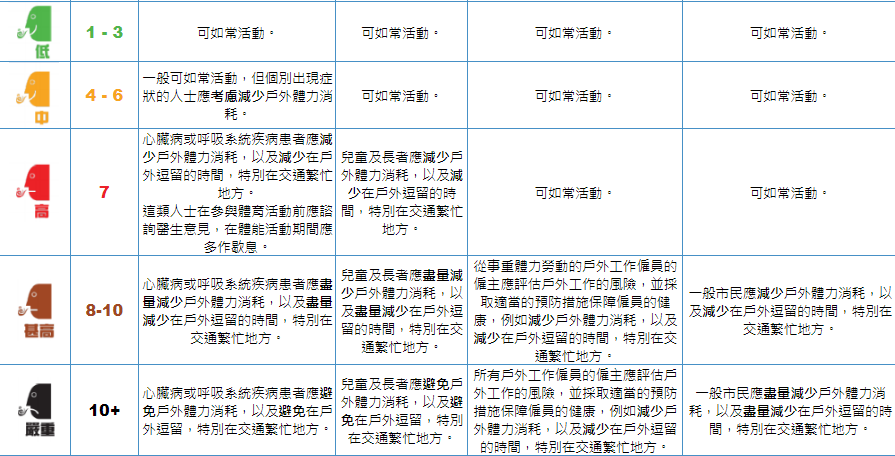 低
1 - 3
可如常活動。
可如常活動。
可如常活動。
可如常活動。
中
4 - 6
一般可如常活動，但個別出現症
狀的人士應考慮減少戶外體力消
耗。
可如常活動。
可如常活動。
可如常活動。
高
7
心臟病或呼吸系統疾病患者應減
少戶外體力消耗，以及減少在戶
外逗留的時間，特別在交通繁忙
地方。
這類人士在參與體育活動前應諮
詢醫生意見，在體能活動期間應
多作歇息。
兒童及長者應減少戶
外體力消耗，以及減
少在戶外逗留的時
間，特別在交通繁忙
地方。
可如常活動。
可如常活動。
甚高
8-10
心臟病或呼吸系統疾病患者應盡
量減少戶外體力消耗，以及盡量
減少在戶外逗留的時間，特別在
交通繁忙地方。
兒童及長者應盡量減
少戶外體力消耗，以
及盡量減少在戶外逗
留的時間，特別在交
通繁忙地方。
從事重體力勞動的戶外工作僱員的
僱主應評估戶外工作的風險，並採
取適當的預防措施保障僱員的健
康，例如減少戶外體力消耗，以及
減少在戶外逗留的時間，特別在交
通繁忙地方。
一般市民應減少戶外體力消耗，以
及減少在戶外逗留的時間，特別在
交通繁忙地方。
嚴重
10+
心臟病或呼吸系統疾病患者應避
免戶外體力消耗，以及避免在戶
外逗留，特別在交通繁忙地方。
兒童及長者應避免戶
外體力消耗，以及避
免在戶外逗留，特別
在交通繁忙地方。
所有戶外工作僱員的僱主應評估戶
外工作的風險，並採取適當的預防
措施保障僱員的健康，例如減少戶
外體力消耗，以及減少在戶外逗留
的時間，特別在交通繁忙地方。
一般市民應盡量減少戶外體力消
耗，以及盡量減少在戶外逗留的時
間，特別在交通繁忙地方。